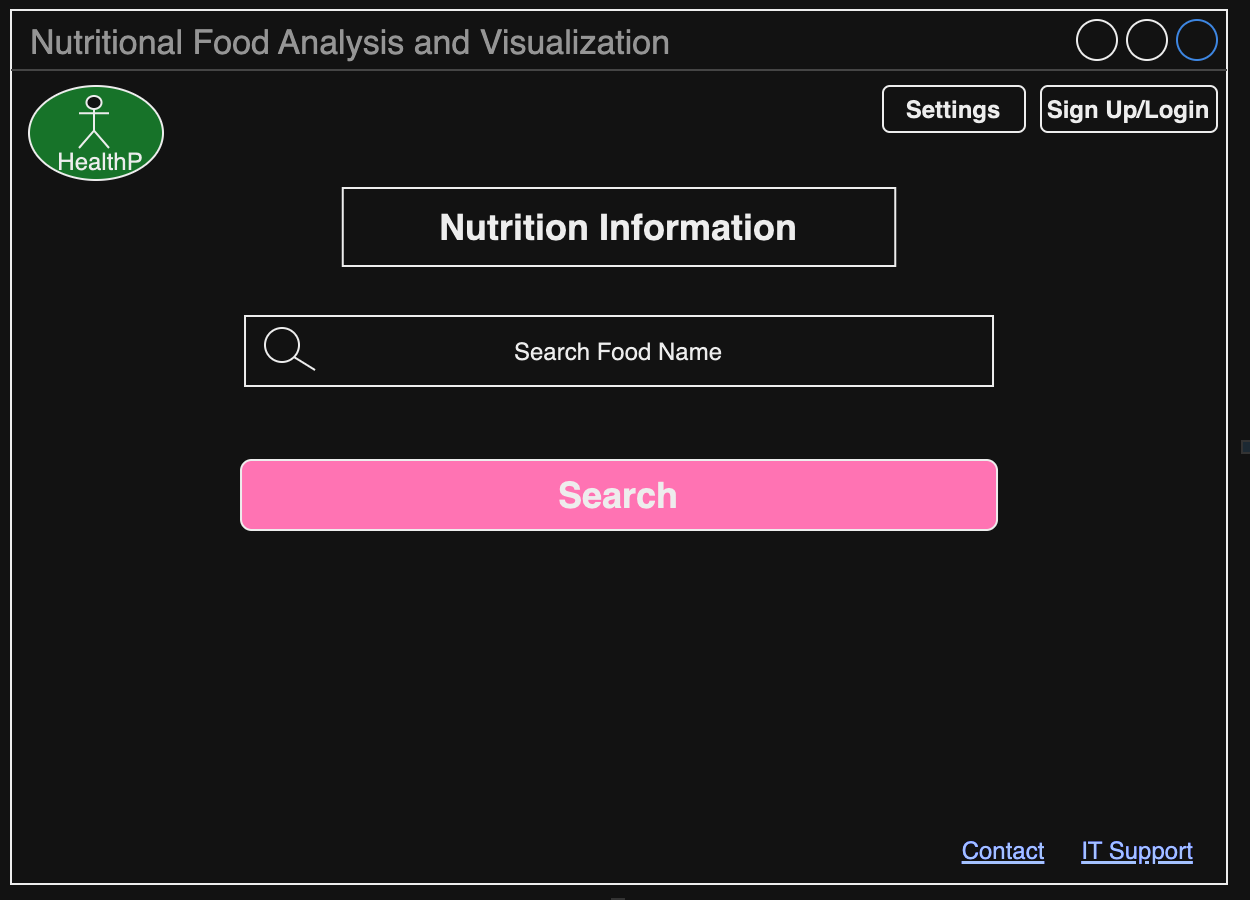 Nutritional Food Analysis and Visualization
Settings
Sign Up/Login
HealthP
Nutrition Information
Search Food Name
Search
Contact
IT Support